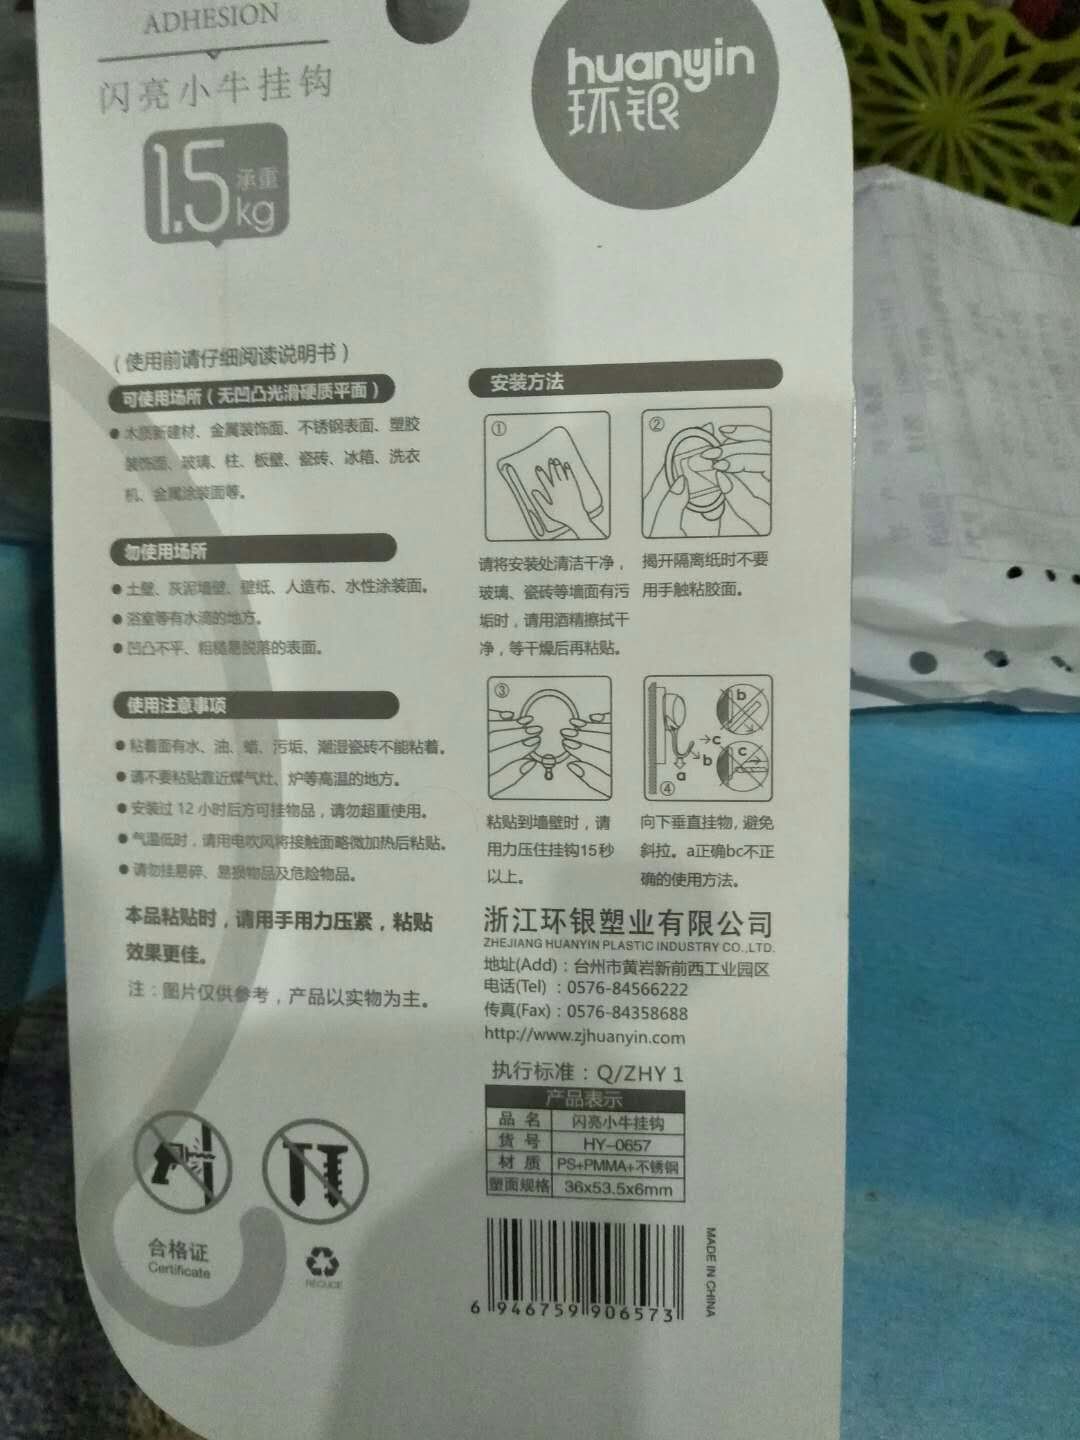 ADHESION
闪亮小牛挂钩
1.5
承重
kg
huanyin
环银
（使用前请仔细阅读说明书）
可使用场所（无凹凸光滑硬质平面）
●木质新建材、金属装饰面、不锈钢表面、塑胶
装饰面、玻璃、柱、板壁、瓷砖、冰箱、洗衣
机、金属涂装面等。
勿使用场所
●土壁、灰泥墙壁、壁纸、人造布、水性涂装面。
●浴室等有水滴的地方。
●凹凸不平、粗糙易脱落的表面。
使用注意事项
●粘着面有水、油、蜡、污垢、潮湿瓷砖不能粘着。
●请不要粘贴靠近煤气灶、炉等高温的地方。
●安装过12小时后方可挂物品，请勿超重使用。
●气温低时，请用电吹风将接触面略微加热后粘贴。
●请勿挂易碎、易损物品及危险物品。
本品粘贴时，请用手用力压紧，粘贴
效果更佳。
注：图片仅供参考，产品以实物为主。
合格证
Certificate
RECLICE
安装方法
①
②
请将安装处清洁干净，
玻璃、瓷砖等墙面有污
垢时，请用酒精擦拭干
净，等干燥后再粘贴。
揭开隔离纸时不要
用手触粘胶面。
③
④
a
b
c
b
c
粘贴到墙壁时，请
用力压住挂钩15秒
以上。
向下垂直挂物，避免
斜拉。a正确bc不正
确的使用方法。
浙江环银塑业有限公司
ZHEJIANG HUANYIN PLASTIC INDUSTRY CO.,LTD.
地址(Add)：台州市黄岩新前西工业园区
电话(Tel)：0576-84566222
传真(Fax)：0576-84358688
http://www.zjhuanyin.com
执行标准：Q/ZHY 1
产品表示
品 名 闪亮小牛挂钩
货 号 HY-0657
材 质 PS+PMMA+不锈钢
塑面规格 36x53.5x6mm
6 946759 906573
MADE IN CHINA